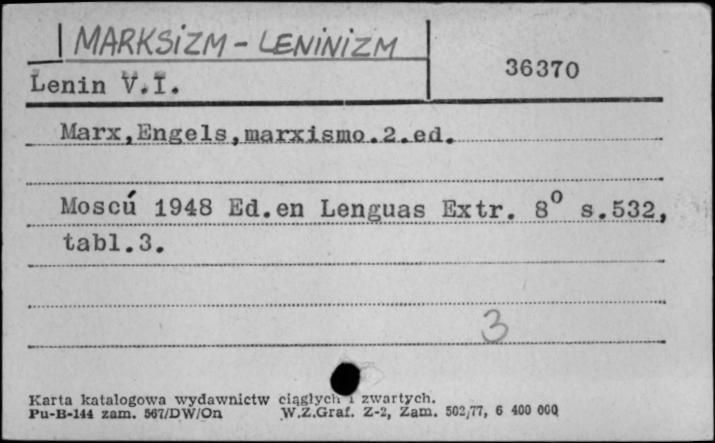 MARKSiZM - LENiNiZM
36370
Lenin V.I.
Marx,Engels,marxismo.2.ed.
Moscú 1948 Ed.en Lenguas Extr. 8° s.532,
tabl.3.
3
Karta katalogowa wydawnictw ciągłych i zwartych.
Pu-B-144 zam. 567/DW/On W.Z.Graf. Z-2, Zam. 502/77, 6 400 000